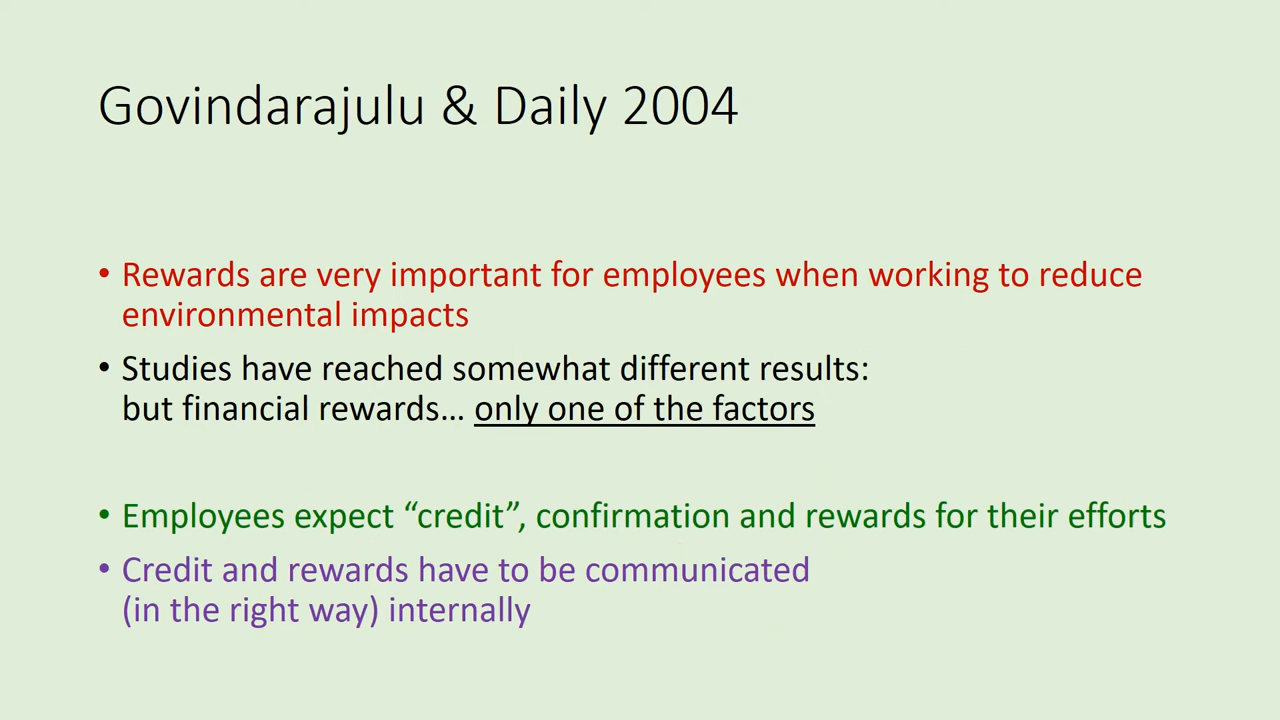 Govindarajulu & Daily 2004
• Rewards are very important for employees when working to reduce
environmental impacts
• Studies have reached somewhat different results:
but financial rewards… only one of the factors
• Employees expect “credit”, confirmation and rewards for their efforts
• Credit and rewards have to be communicated
(in the right way) internally